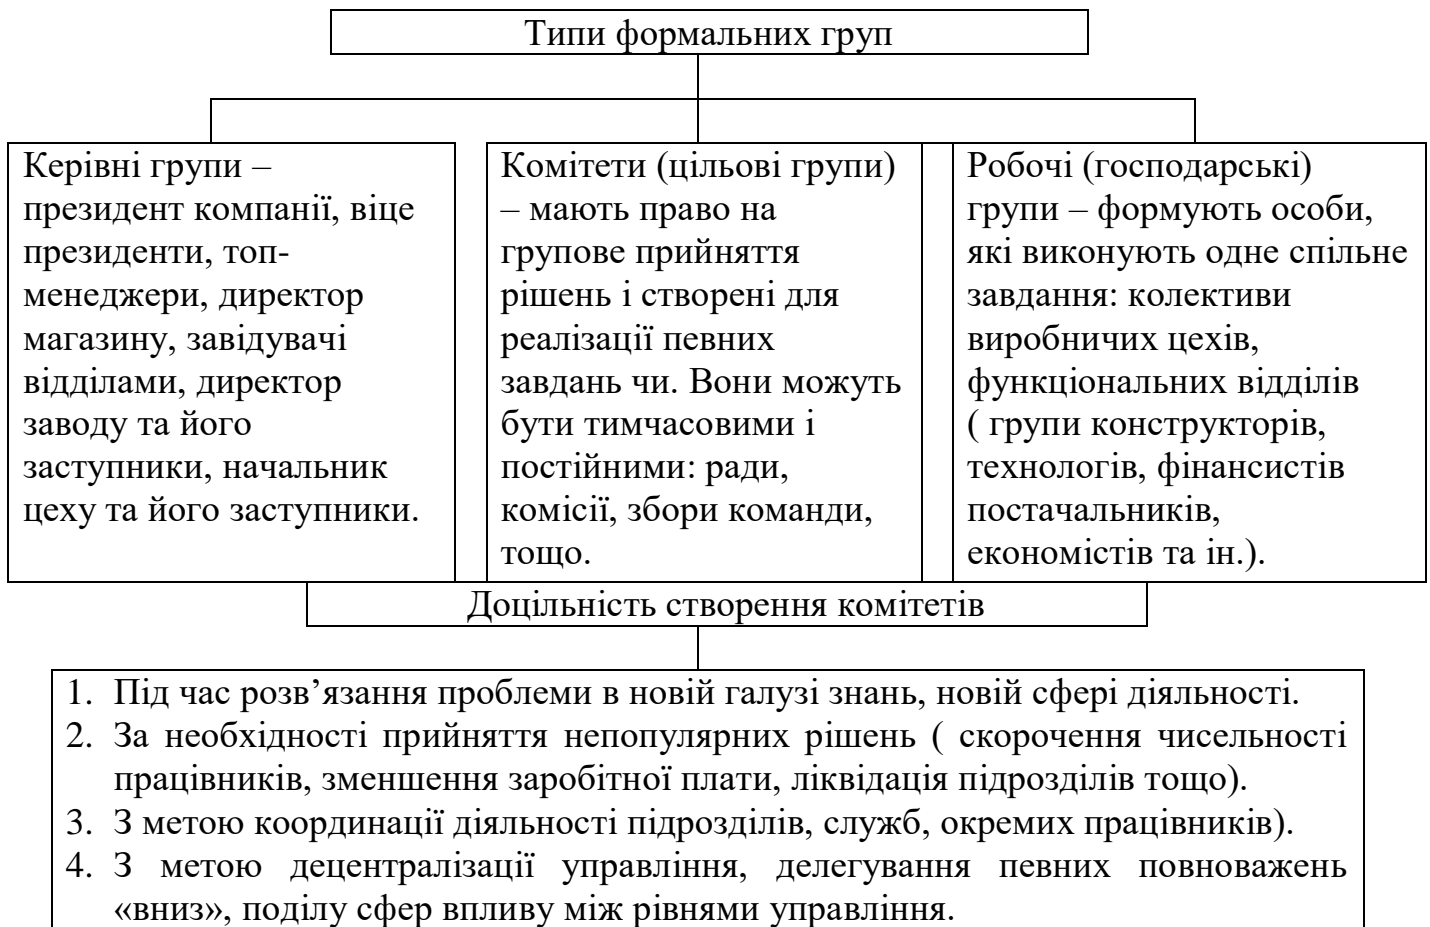 Типи формальних груп
Керівні групи –
президент компанії, віце
президенти, топ-
менеджери, директор
магазину, завідувачі
відділами, директор
заводу та його
заступники, начальник
цеху та його заступники.
Комітети (цільові групи)
– мають право на
групове прийняття
рішень і створені для
реалізації певних
завдань чи. Вони можуть
бути тимчасовими і
постійними: ради,
комісії, збори команди,
тощо.
Робочі (господарські)
групи – формують особи,
які виконують одне спільне
завдання: колективи
виробничих цехів,
функціональних відділів
( групи конструкторів,
технологів, фінансистів
постачальників,
економістів та ін.).
Доцільність створення комітетів
1. Під час розв’язання проблеми в новій галузі знань, новій сфері діяльності.
2. За необхідності прийняття непопулярних рішень ( скорочення чисельності
працівників, зменшення заробітної плати, ліквідація підрозділів тощо).
3. З метою координації діяльності підрозділів, служб, окремих працівників).
4. З метою децентралізації управління, делегування певних повноважень
«вниз», поділу сфер впливу між рівнями управління.